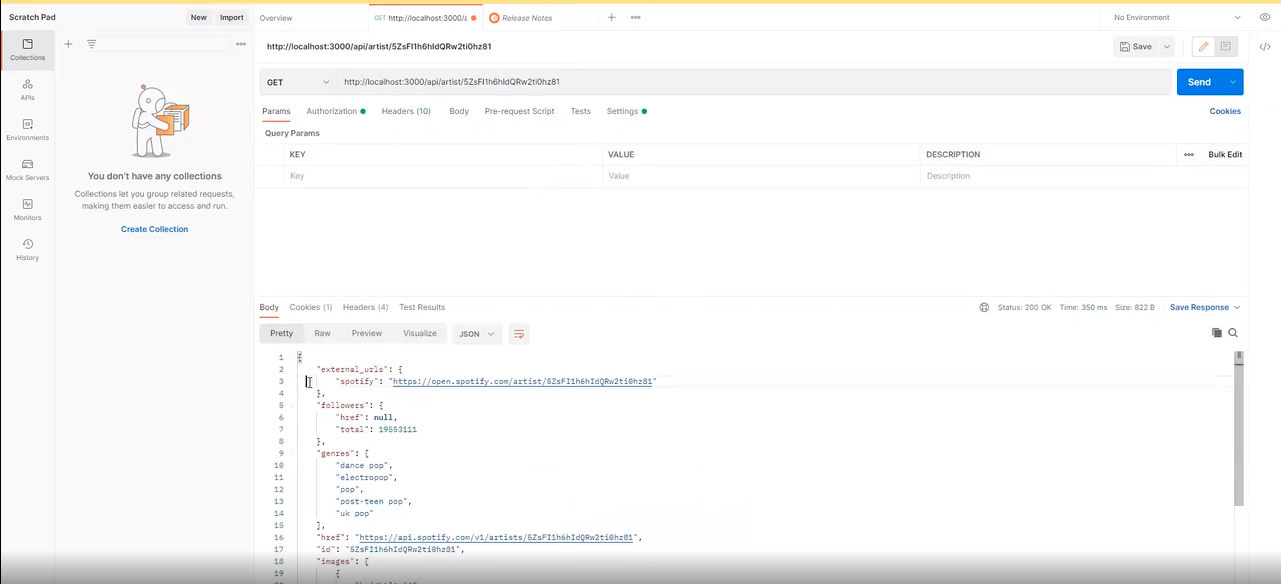 Scratch Pad
New
Import
Overview
GET http://localhost:3000/a
Release Notes
No Environment
Collections
APIs
Environments
Mock Servers
Monitors
History
You don't have any collections
Collections let you group related requests,
making them easier to access and run.
Create Collection
http://localhost:3000/api/artist/5ZsFI1h6hIdQRw2ti0hz81
Save
GET
http://localhost:3000/api/artist/5ZsFI1h6hIdQRw2ti0hz81
Send
Params
Authorization
Headers (10)
Body
Pre-request Script
Tests
Settings
Cookies
Query Params
KEY
VALUE
DESCRIPTION
Bulk Edit
Key
Value
Description
Body
Cookies (1)
Headers (4)
Test Results
Status: 200 OK
Time: 350 ms
Size: 822 B
Save Response
Pretty
Raw
Preview
Visualize
JSON
1 {
2 "external_urls": {
3 "spotify": "https://open.spotify.com/artist/5ZsFI1h6hIdQRw2ti0hz81"
4 },
5 "followers": {
6 "href": null,
7 "total": 19553111
8 },
9 "genres": [
10 "dance pop",
11 "electropop",
12 "pop",
13 "post-teen pop",
14 "uk pop"
15 ],
16 "href": "https://api.spotify.com/v1/artists/5ZsFI1h6hIdQRw2ti0hz81",
17 "id": "5ZsFI1h6hIdQRw2ti0hz81",
18 "images": [
19 {